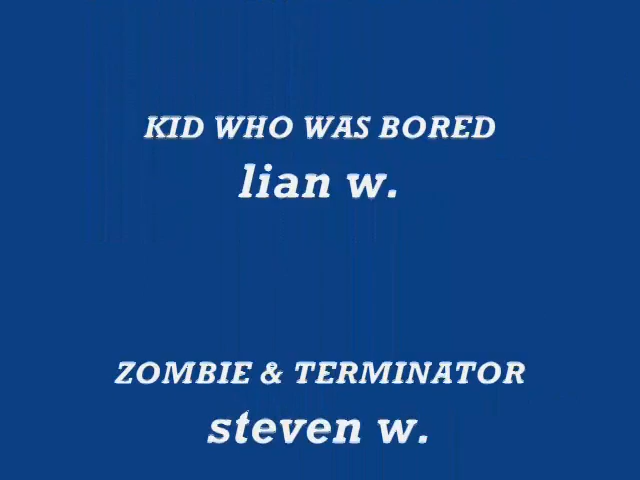 KID WHO WAS BORED
lian w.
ZOMBIE & TERMINATOR
steven w.